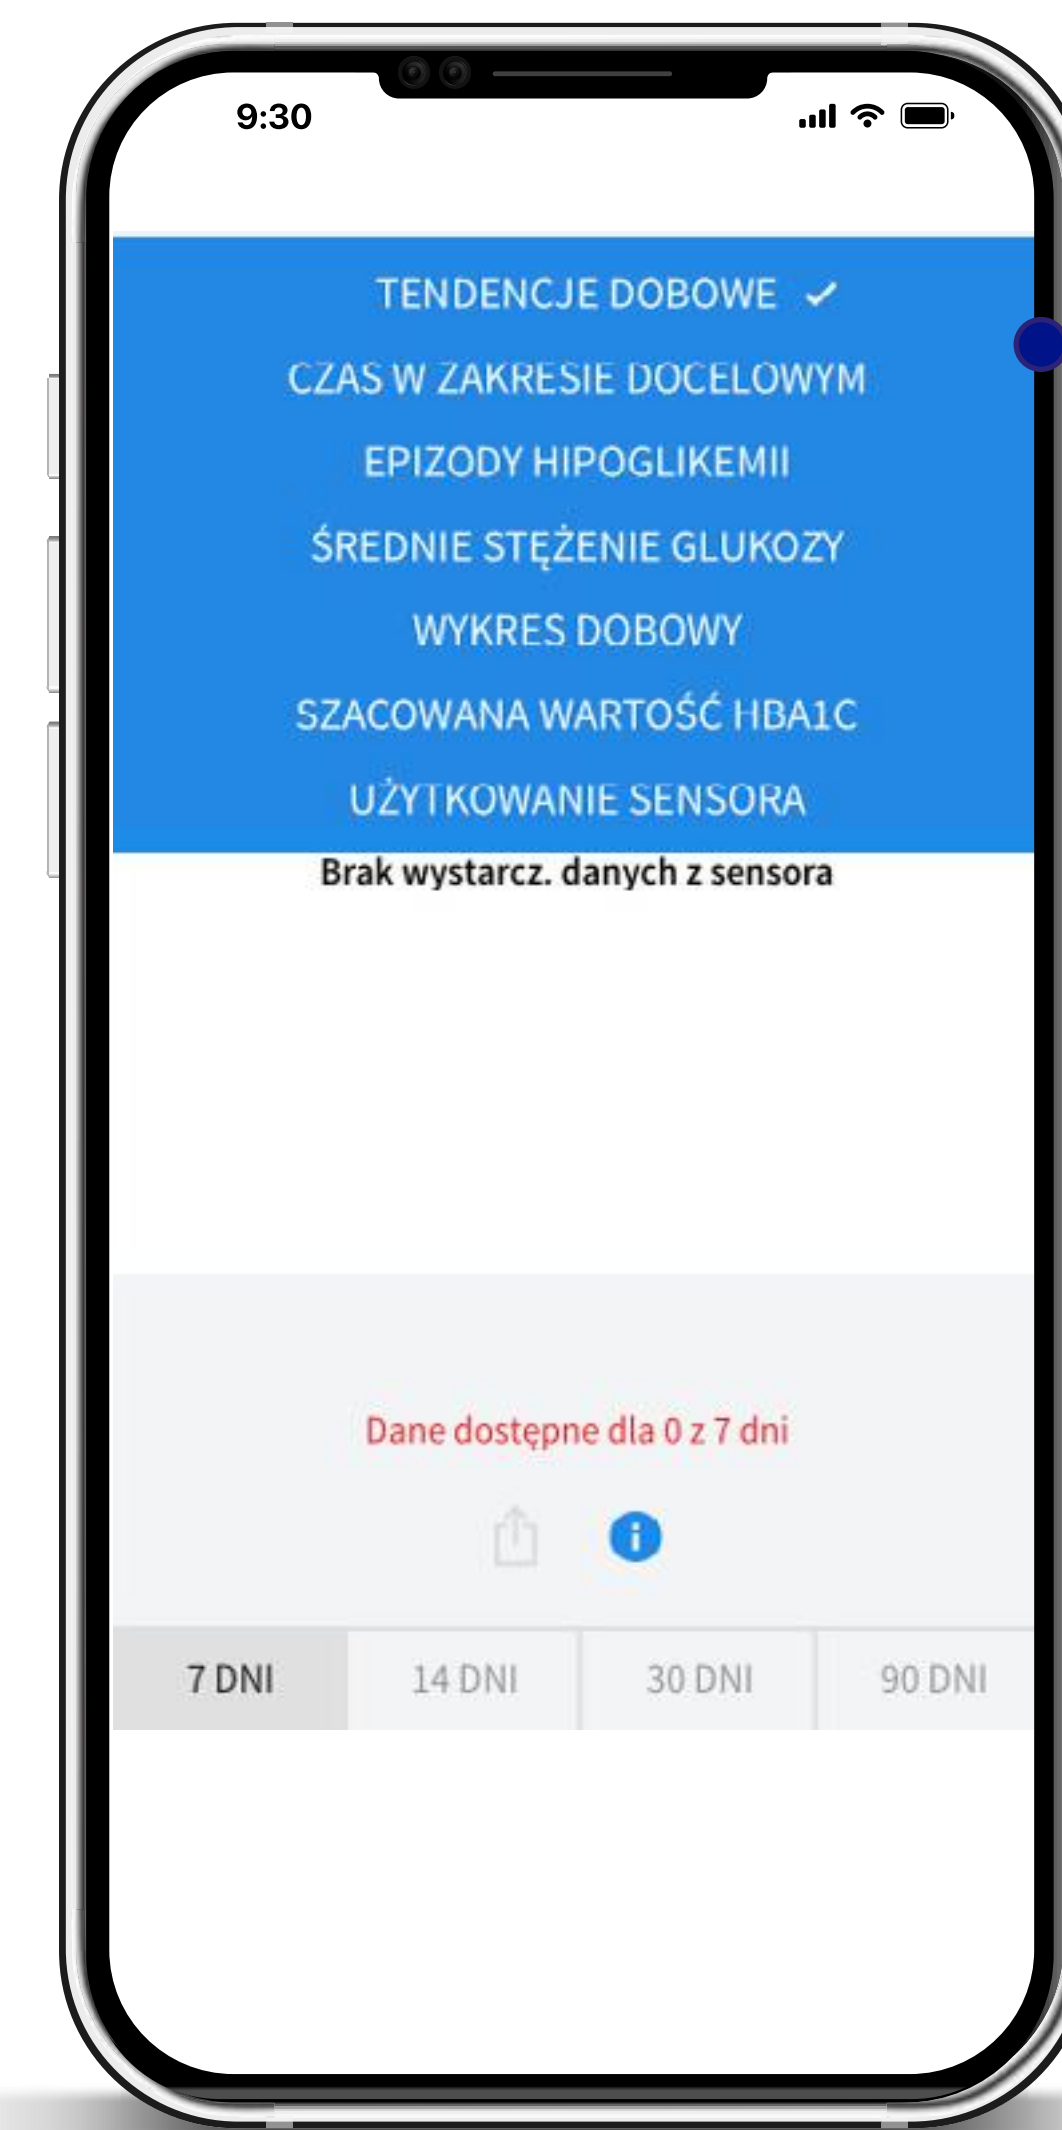 9:30
TENDENCJE DOBOWE
CZAS W ZAKRESIE DOCELOWYM
EPIZODY HIPOGLIKEMII
ŚREDNIE STĘŻENIE GLUKOZY
WYKRES DOBOWY
SZACOWANA WARTOŚĆ HBA1C
UŻYTKOWANIE SENSORA
Brak wystarcz. danych z sensora
Dane dostępne dla 0 z 7 dni
7 DNI 14 DNI 30 DNI 90 DNI